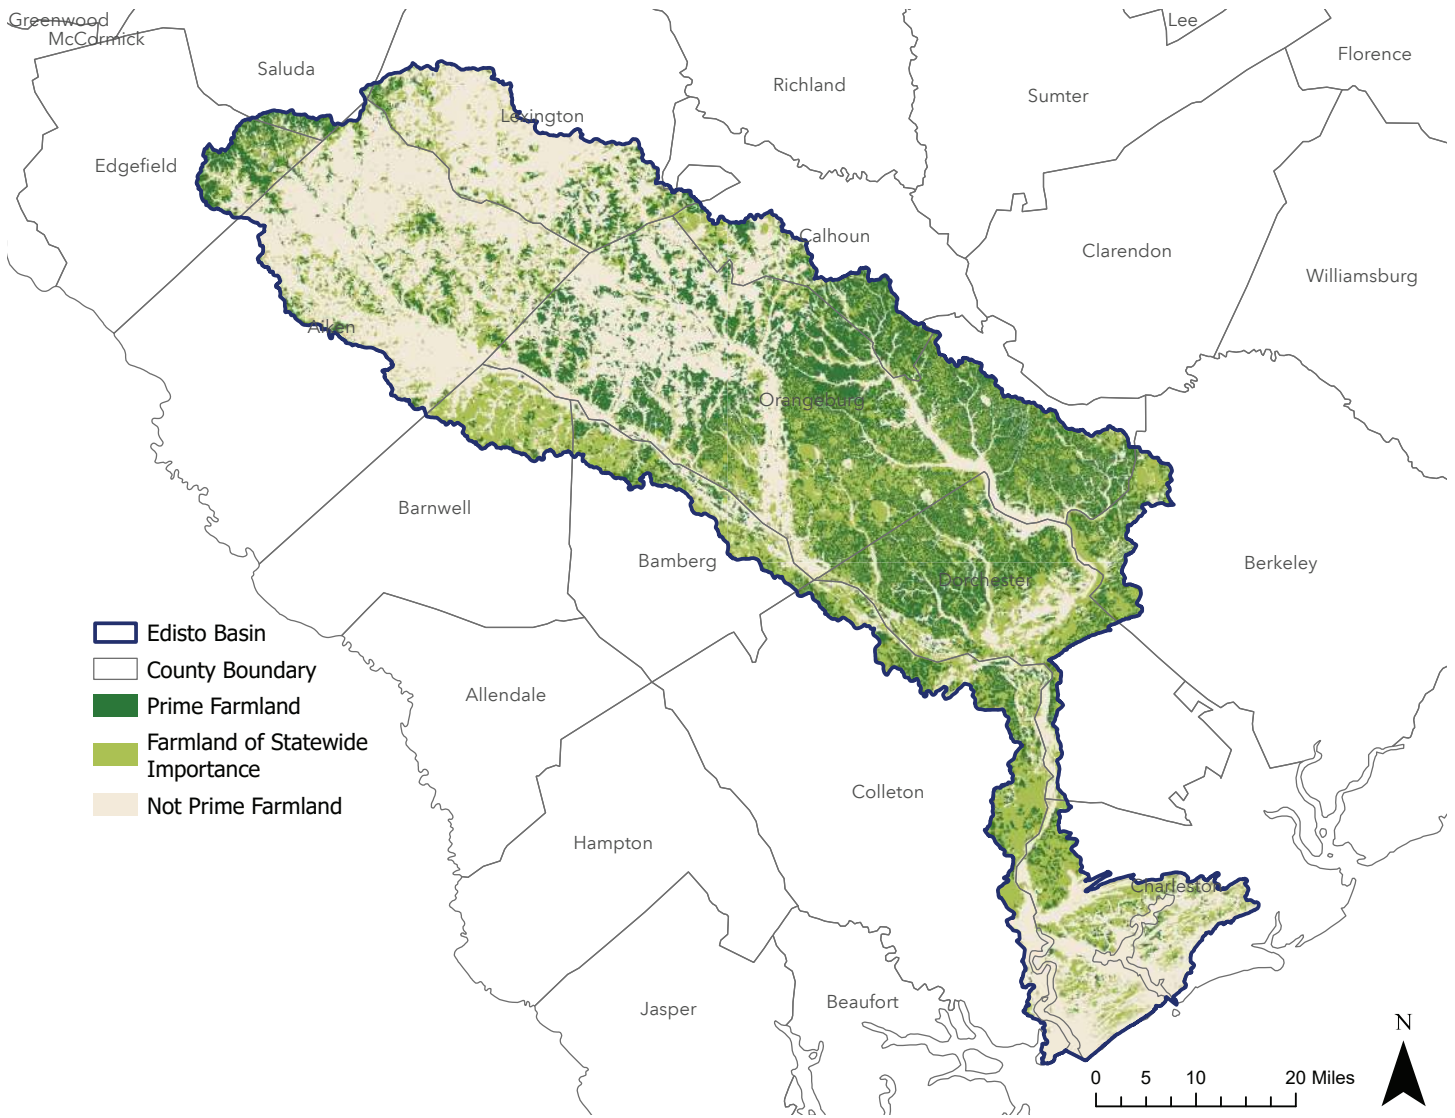 Greenwood
McCormick
Lee
Florence
Saluda
Richland
Sumter
Lexington
Edgefield
Calhoun
Clarendon
Williamsburg
Aiken
Orangeburg
Barnwell
Bamberg
Dorchester
Berkeley
Edisto Basin
County Boundary
Prime Farmland
Farmland of Statewide
Importance
Not Prime Farmland
Allendale
Colleton
Hampton
Charleston
Jasper
Beaufort
N
0 5 10 20 Miles